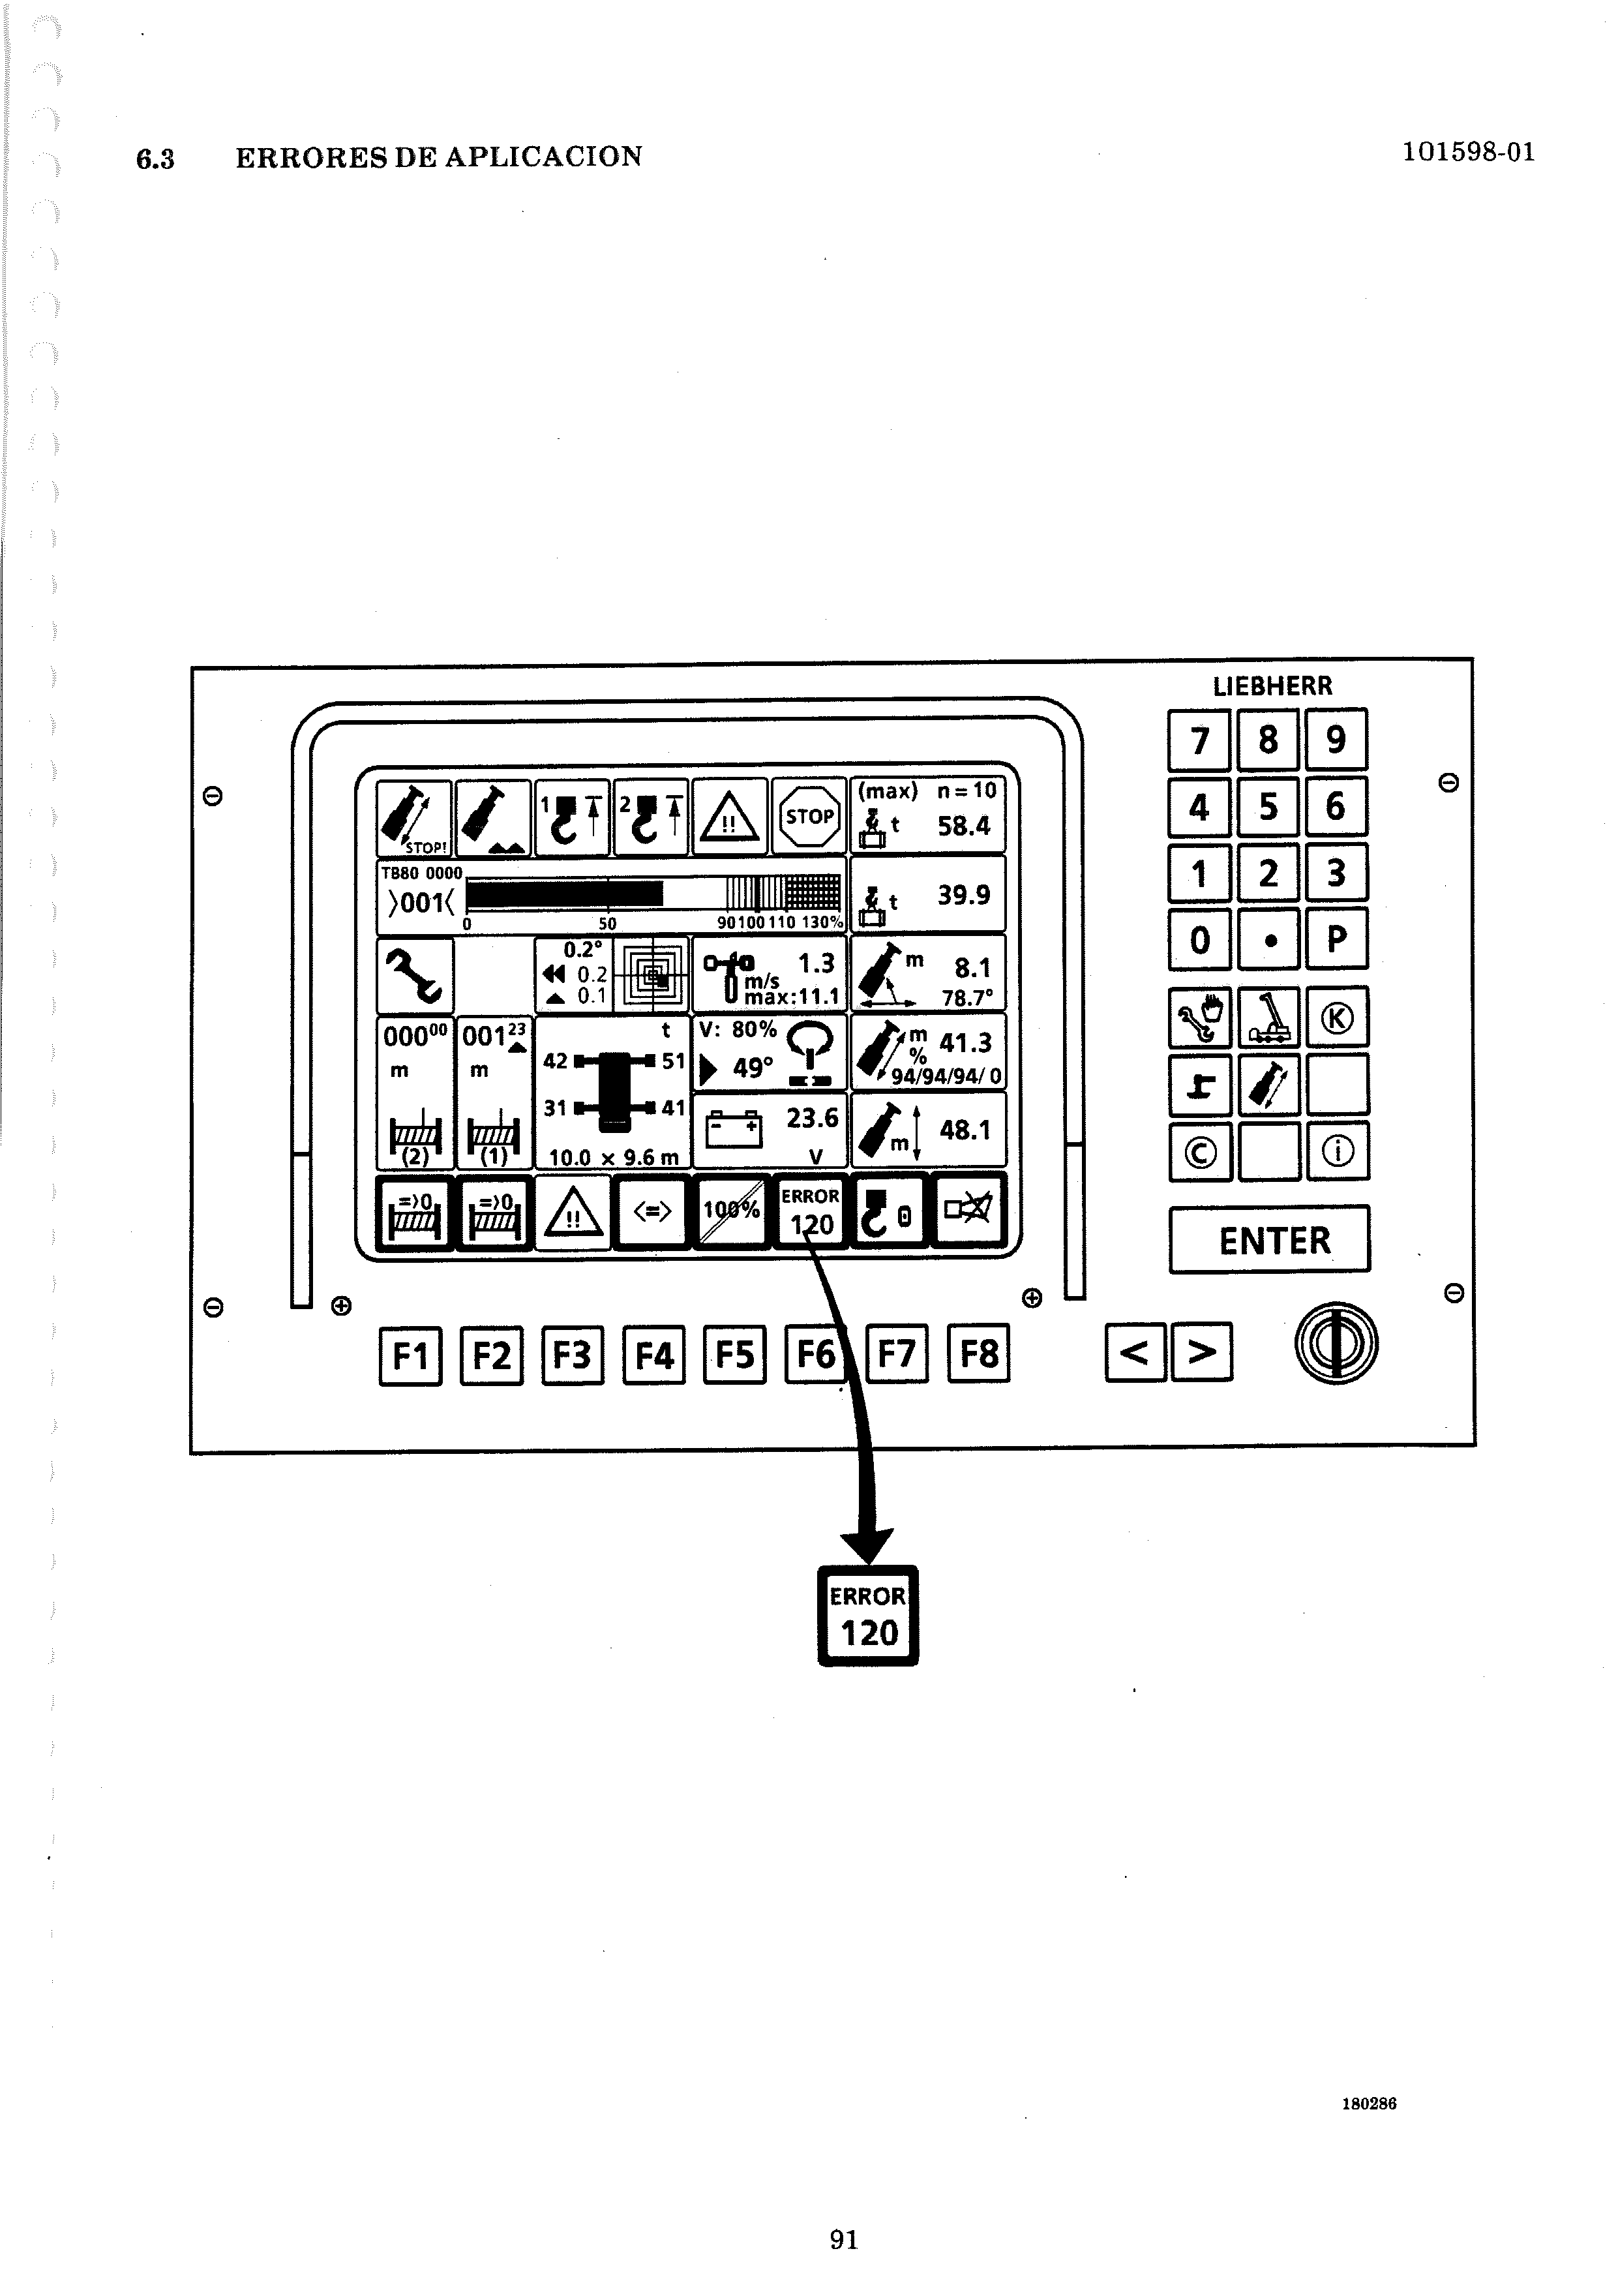 6.3 ERRORES DE APLICACION 101598-01
LIEBHERR
7 8 9
4 5 6
1 2 3
0 • P
K
C i
ENTER
STOP!
1
2
!!
STOP
(max) n=10
t 58.4
TB80 0000
>001<
0 50 90 100 110 130%
t 39.9
0.2°
0.2
0.1
1.3
m/s
max:11.1
m 8.1
78.7°
000⁰⁰
m
(2)
001²³
m
(1)
t
42 51
31 41
10.0 x 9.6 m
V: 80%
49°
- +
23.6
V
m
% 41.3
94/94/94/ 0
m 48.1
=>0
=>0
!!
<=>
100%
ERROR
120
0
F1 F2 F3 F4 F5 F6 F7 F8 < >
ERROR
120
180286
91